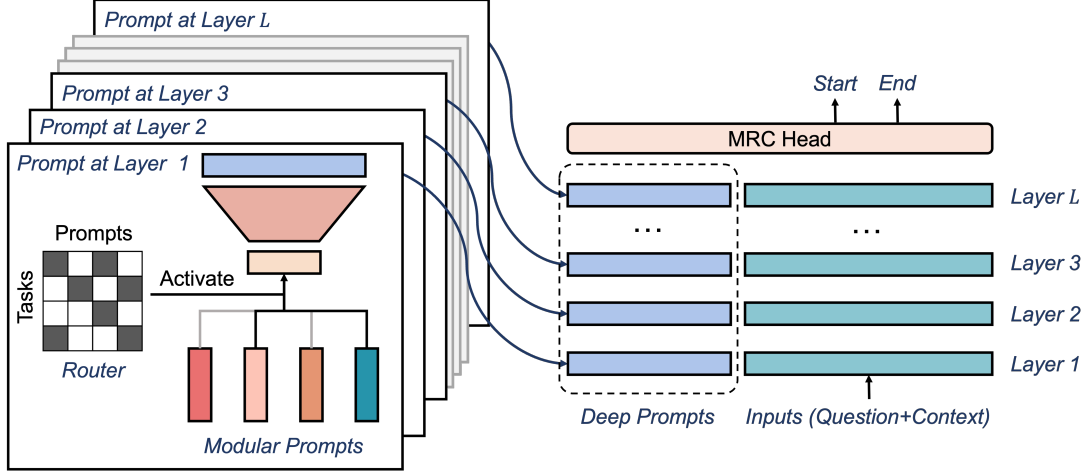 Prompt at Layer L
Prompt at Layer 3
Prompt at Layer 2
Prompt at Layer 1
Prompts
Tasks
Activate
Router
Modular Prompts
Start
End
MRC Head
Layer L
...
...
Layer 3
Layer 2
Layer 1
Deep Prompts
Inputs (Question+Context)